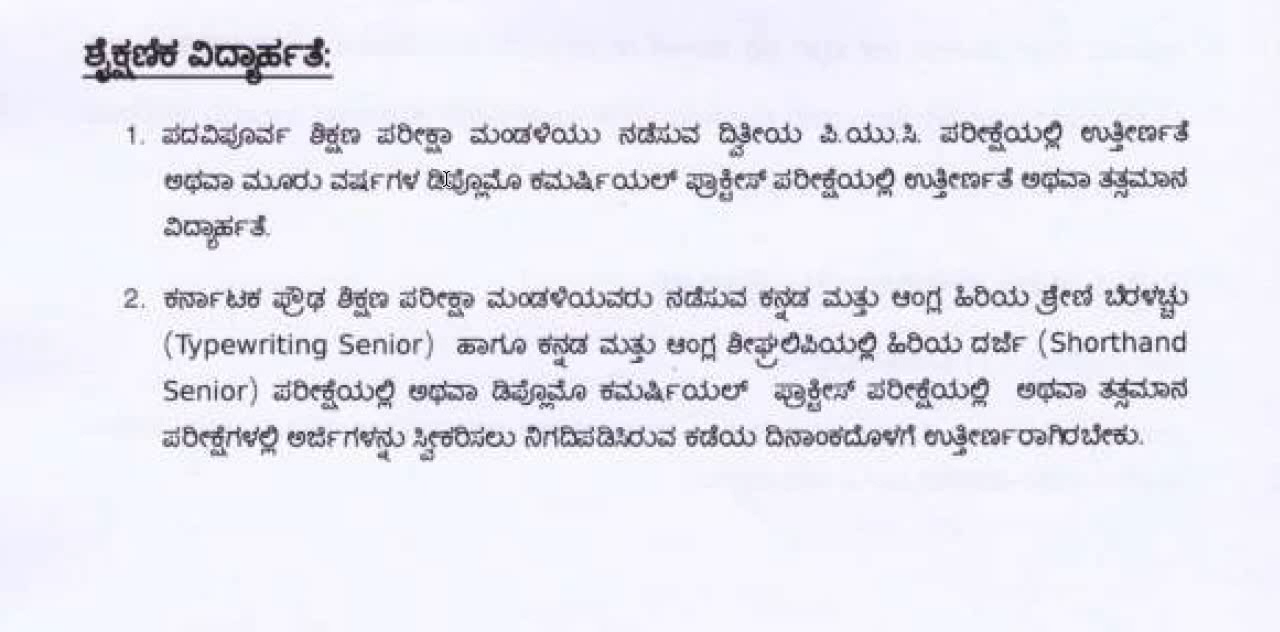 ಶೈಕ್ಷಣಿಕ ವಿದ್ಯಾರ್ಹತೆ:
1. ಪದವಿಪೂರ್ವ ಶಿಕ್ಷಣ ಪರೀಕ್ಷಾ ಮಂಡಳಿಯು ನಡೆಸುವ ದ್ವಿತೀಯ ಪಿ.ಯು.ಸಿ. ಪರೀಕ್ಷೆಯಲ್ಲಿ ಉತ್ತೀರ್ಣತೆ
ಅಥವಾ ಮೂರು ವರ್ಷಗಳ ಡಿಪ್ಲೊಮೊ ಕಮರ್ಷಿಯಲ್ ಪ್ರಾಕ್ಟೀಸ್ ಪರೀಕ್ಷೆಯಲ್ಲಿ ಉತ್ತೀರ್ಣತೆ ಅಥವಾ ತತ್ಸಮಾನ
ವಿದ್ಯಾರ್ಹತೆ.
2. ಕರ್ನಾಟಕ ಪ್ರೌಢ ಶಿಕ್ಷಣ ಪರೀಕ್ಷಾ ಮಂಡಳಿಯವರು ನಡೆಸುವ ಕನ್ನಡ ಮತ್ತು ಆಂಗ್ಲ ಹಿರಿಯ ಶ್ರೇಣಿ ಬೆರಳಚ್ಚು
(Typewriting Senior) ಹಾಗೂ ಕನ್ನಡ ಮತ್ತು ಆಂಗ್ಲ ಶೀಘ್ರಲಿಪಿಯಲ್ಲಿ ಹಿರಿಯ ದರ್ಜೆ (Shorthand
Senior) ಪರೀಕ್ಷೆಯಲ್ಲಿ ಅಥವಾ ಡಿಪ್ಲೊಮೊ ಕಮರ್ಷಿಯಲ್ ಪ್ರಾಕ್ಟೀಸ್ ಪರೀಕ್ಷೆಯಲ್ಲಿ ಅಥವಾ ತತ್ಸಮಾನ
ಪರೀಕ್ಷೆಗಳಲ್ಲಿ ಅರ್ಜಿಗಳನ್ನು ಸ್ವೀಕರಿಸಲು ನಿಗದಿಪಡಿಸಿರುವ ಕಡೆಯ ದಿನಾಂಕದೊಳಗೆ ಉತ್ತೀರ್ಣರಾಗಿರಬೇಕು.